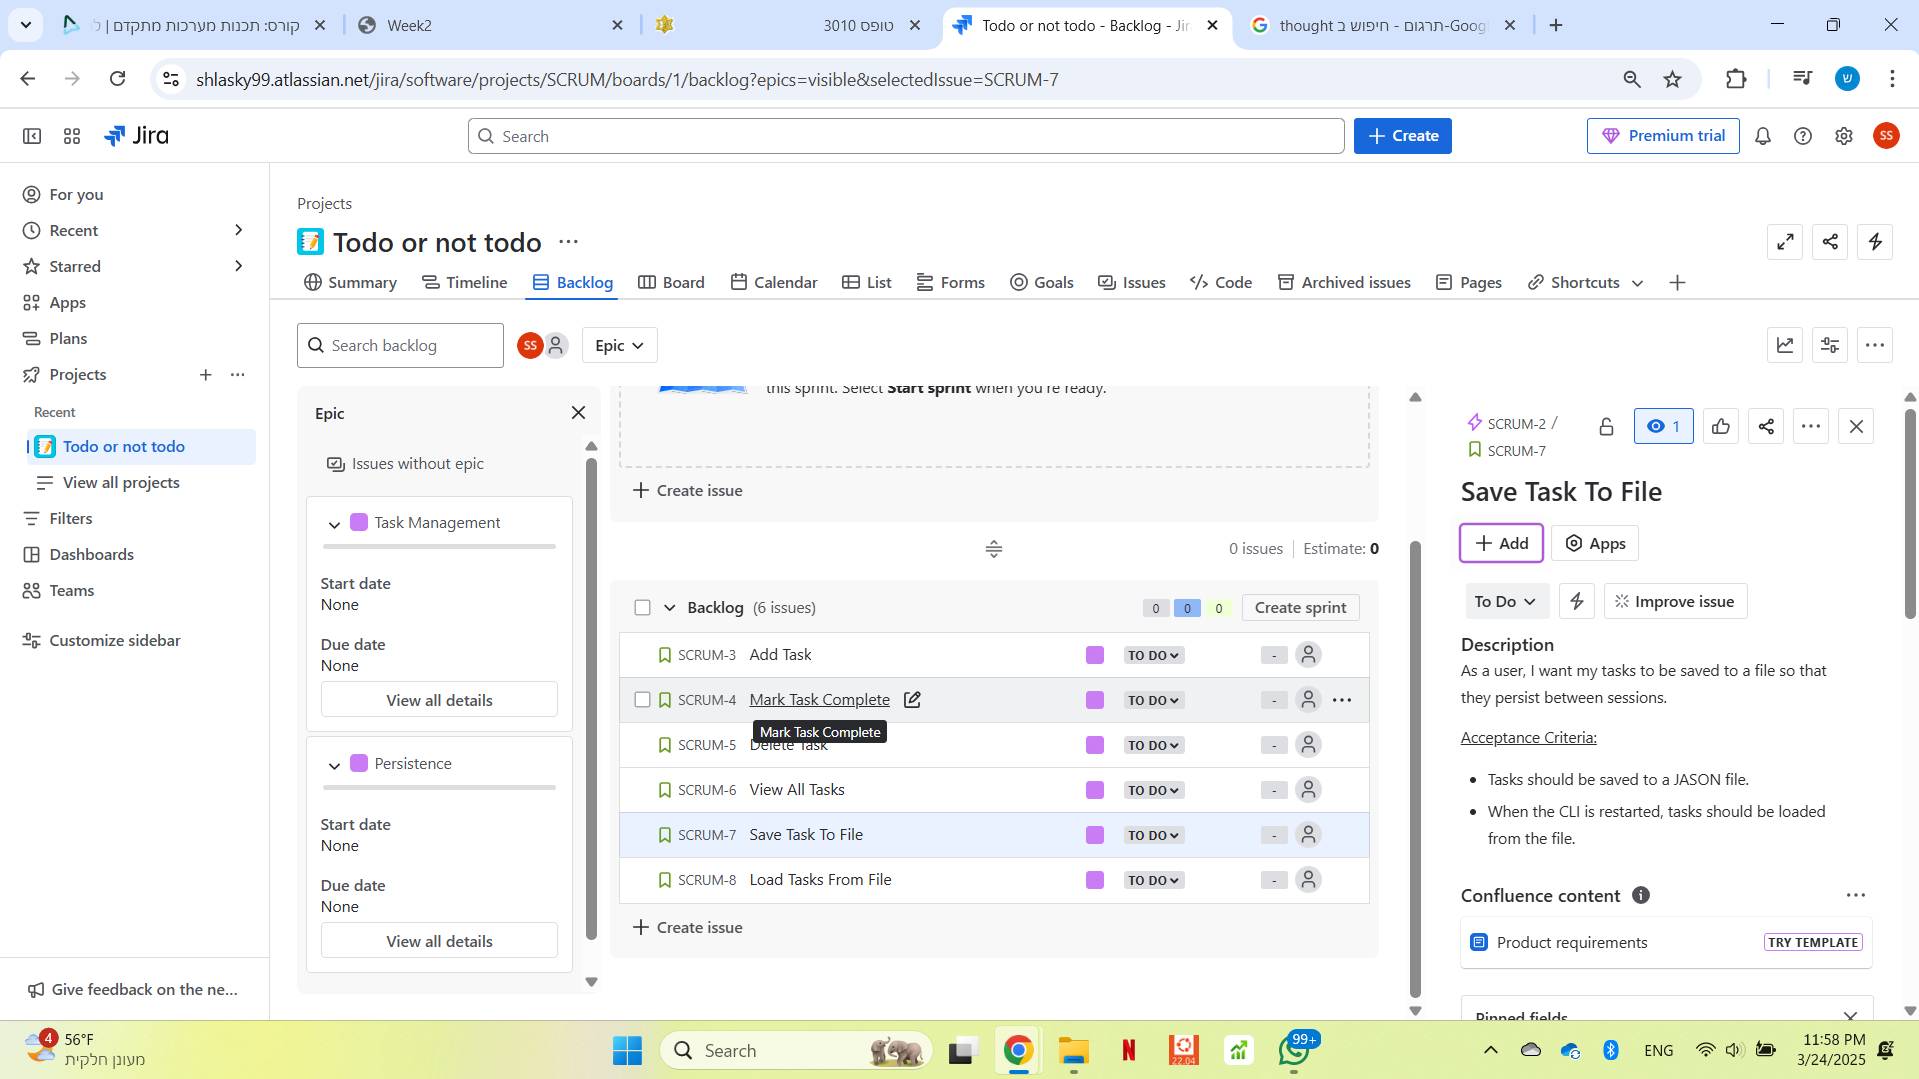 קורס: תכנות מערכות מתקדם | ל
Week2
טופס 3010
Todo or not todo - Backlog - Jir
thought תרגום - חיפוש ב-Googl
shlasky99.atlassian.net/jira/software/projects/SCRUM/boards/1/backlog?epics=visible&selectedIssue=SCRUM-7
ש
Jira
Search
Create
Premium trial
SS
For you
Recent
Starred
Apps
Plans
Projects
Recent
Todo or not todo
View all projects
Filters
Dashboards
Teams
Customize sidebar
Give feedback on the ne...
Projects
Todo or not todo
Summary
Timeline
Backlog
Board
Calendar
List
Forms
Goals
Issues
Code
Archived issues
Pages
Shortcuts
Search backlog
SS
Epic
Epic
Issues without epic
Task Management
Start date
None
Due date
None
View all details
Persistence
Start date
None
Due date
None
View all details
this sprint. Select Start sprint when you're ready.
Create issue
0 issues
Estimate: 0
Backlog (6 issues)
0 0 0
Create sprint
SCRUM-3 Add Task TO DO -
SCRUM-4 Mark Task Complete TO DO -
Mark Task Complete
SCRUM-5 Delete Task TO DO -
SCRUM-6 View All Tasks TO DO -
SCRUM-7 Save Task To File TO DO -
SCRUM-8 Load Tasks From File TO DO -
Create issue
SCRUM-2 /
SCRUM-7
1
Save Task To File
Add
Apps
To Do
Improve issue
Description
As a user, I want my tasks to be saved to a file so that
they persist between sessions.
Acceptance Criteria:
Tasks should be saved to a JASON file.
When the CLI is restarted, tasks should be loaded
from the file.
Confluence content
Product requirements
TRY TEMPLATE
Pinned fields
4
56°F
מעונן חלקית
Search
N
22.04
99+
ENG
11:58 PM
3/24/2025